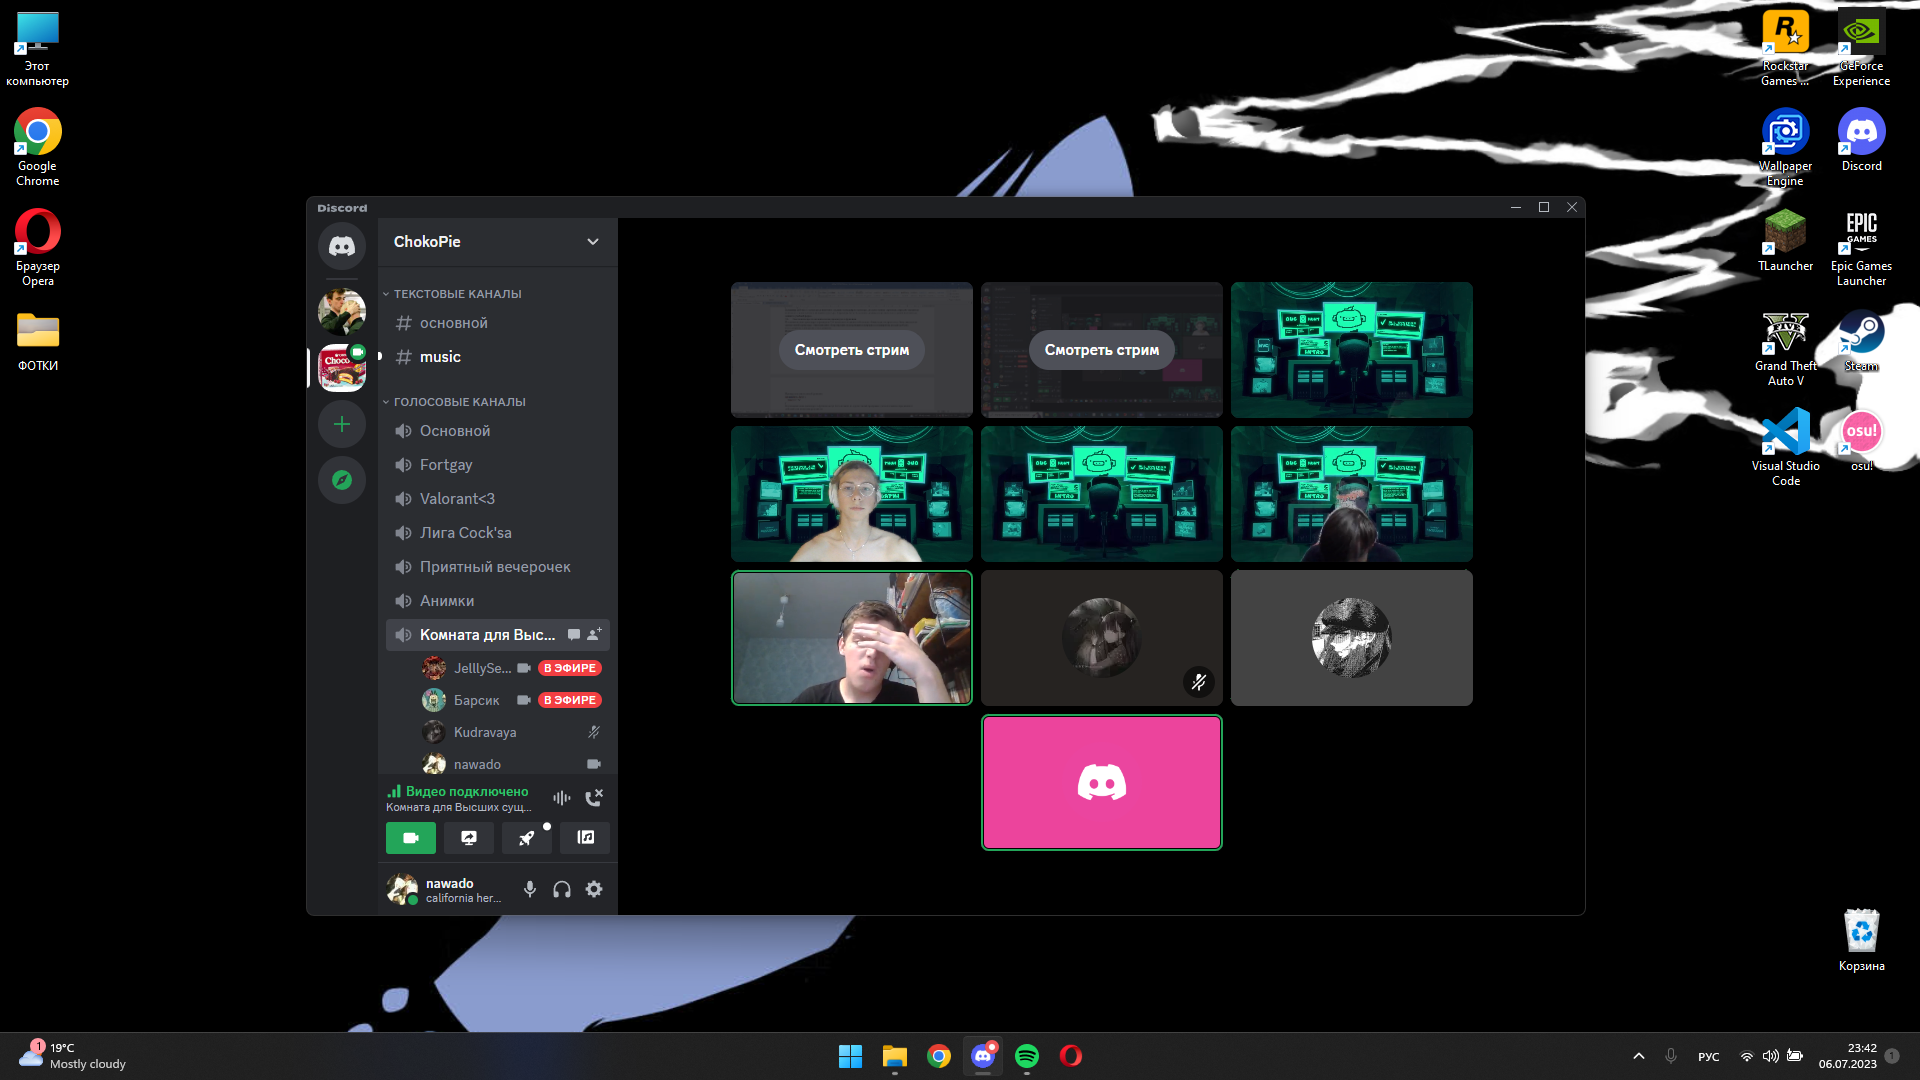 Этот
компьютер
Google
Chrome
Браузер
Opera
ФОТКИ
Rockstar
Games ...
GeForce
Experience
Wallpaper
Engine
Discord
TLauncher
EPIC
GAMES
Epic Games
Launcher
FIVE
Grand Theft
Auto V
Steam
Visual Studio
Code
osu!
osu!
Корзина
Discord
ChokoPie
ТЕКСТОВЫЕ КАНАЛЫ
основной
music
ГОЛОСОВЫЕ КАНАЛЫ
Основной
Fortgay
Valorant<3
Лига Cock'sa
Приятный вечерочек
Анимки
Комната для Выс...
JelllySe... В ЭФИРЕ
Барсик В ЭФИРЕ
Kudravaya
nawado
Видео подключено
Комната для Высших сущ...
nawado
california her...
Смотреть стрим
Смотреть стрим
1
19°C
Mostly cloudy
РУС
23:42
06.07.2023
1